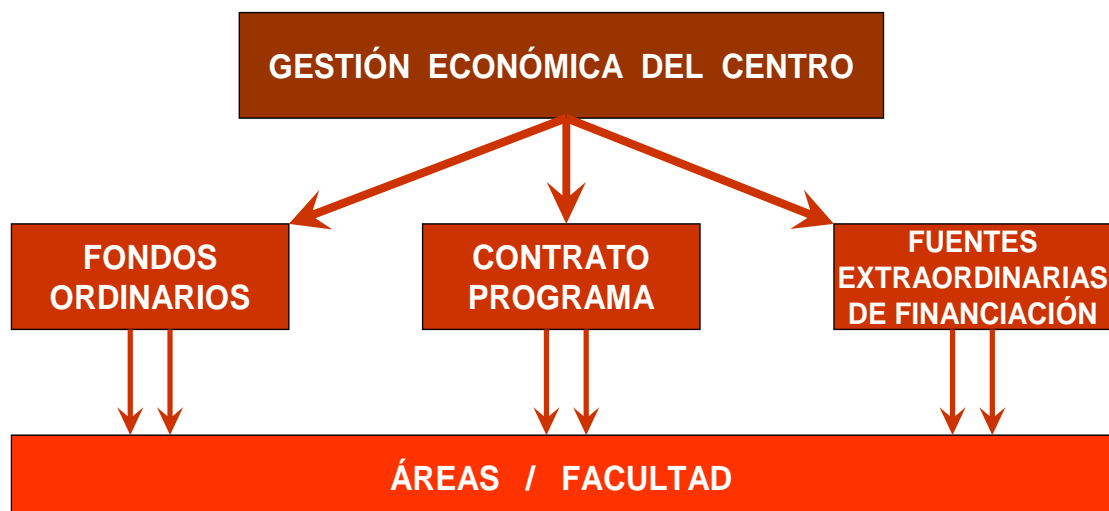 GESTIÓN ECONÓMICA DEL CENTRO
FONDOS
ORDINARIOS
CONTRATO
PROGRAMA
FUENTES
EXTRAORDINARIAS
DE FINANCIACIÓN
ÁREAS / FACULTAD